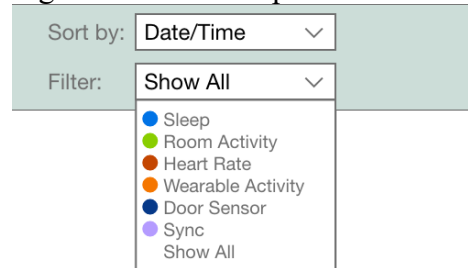 Sort by: Date/Time
Filter: Show All
Sleep
Room Activity
Heart Rate
Wearable Activity
Door Sensor
Sync
Show All